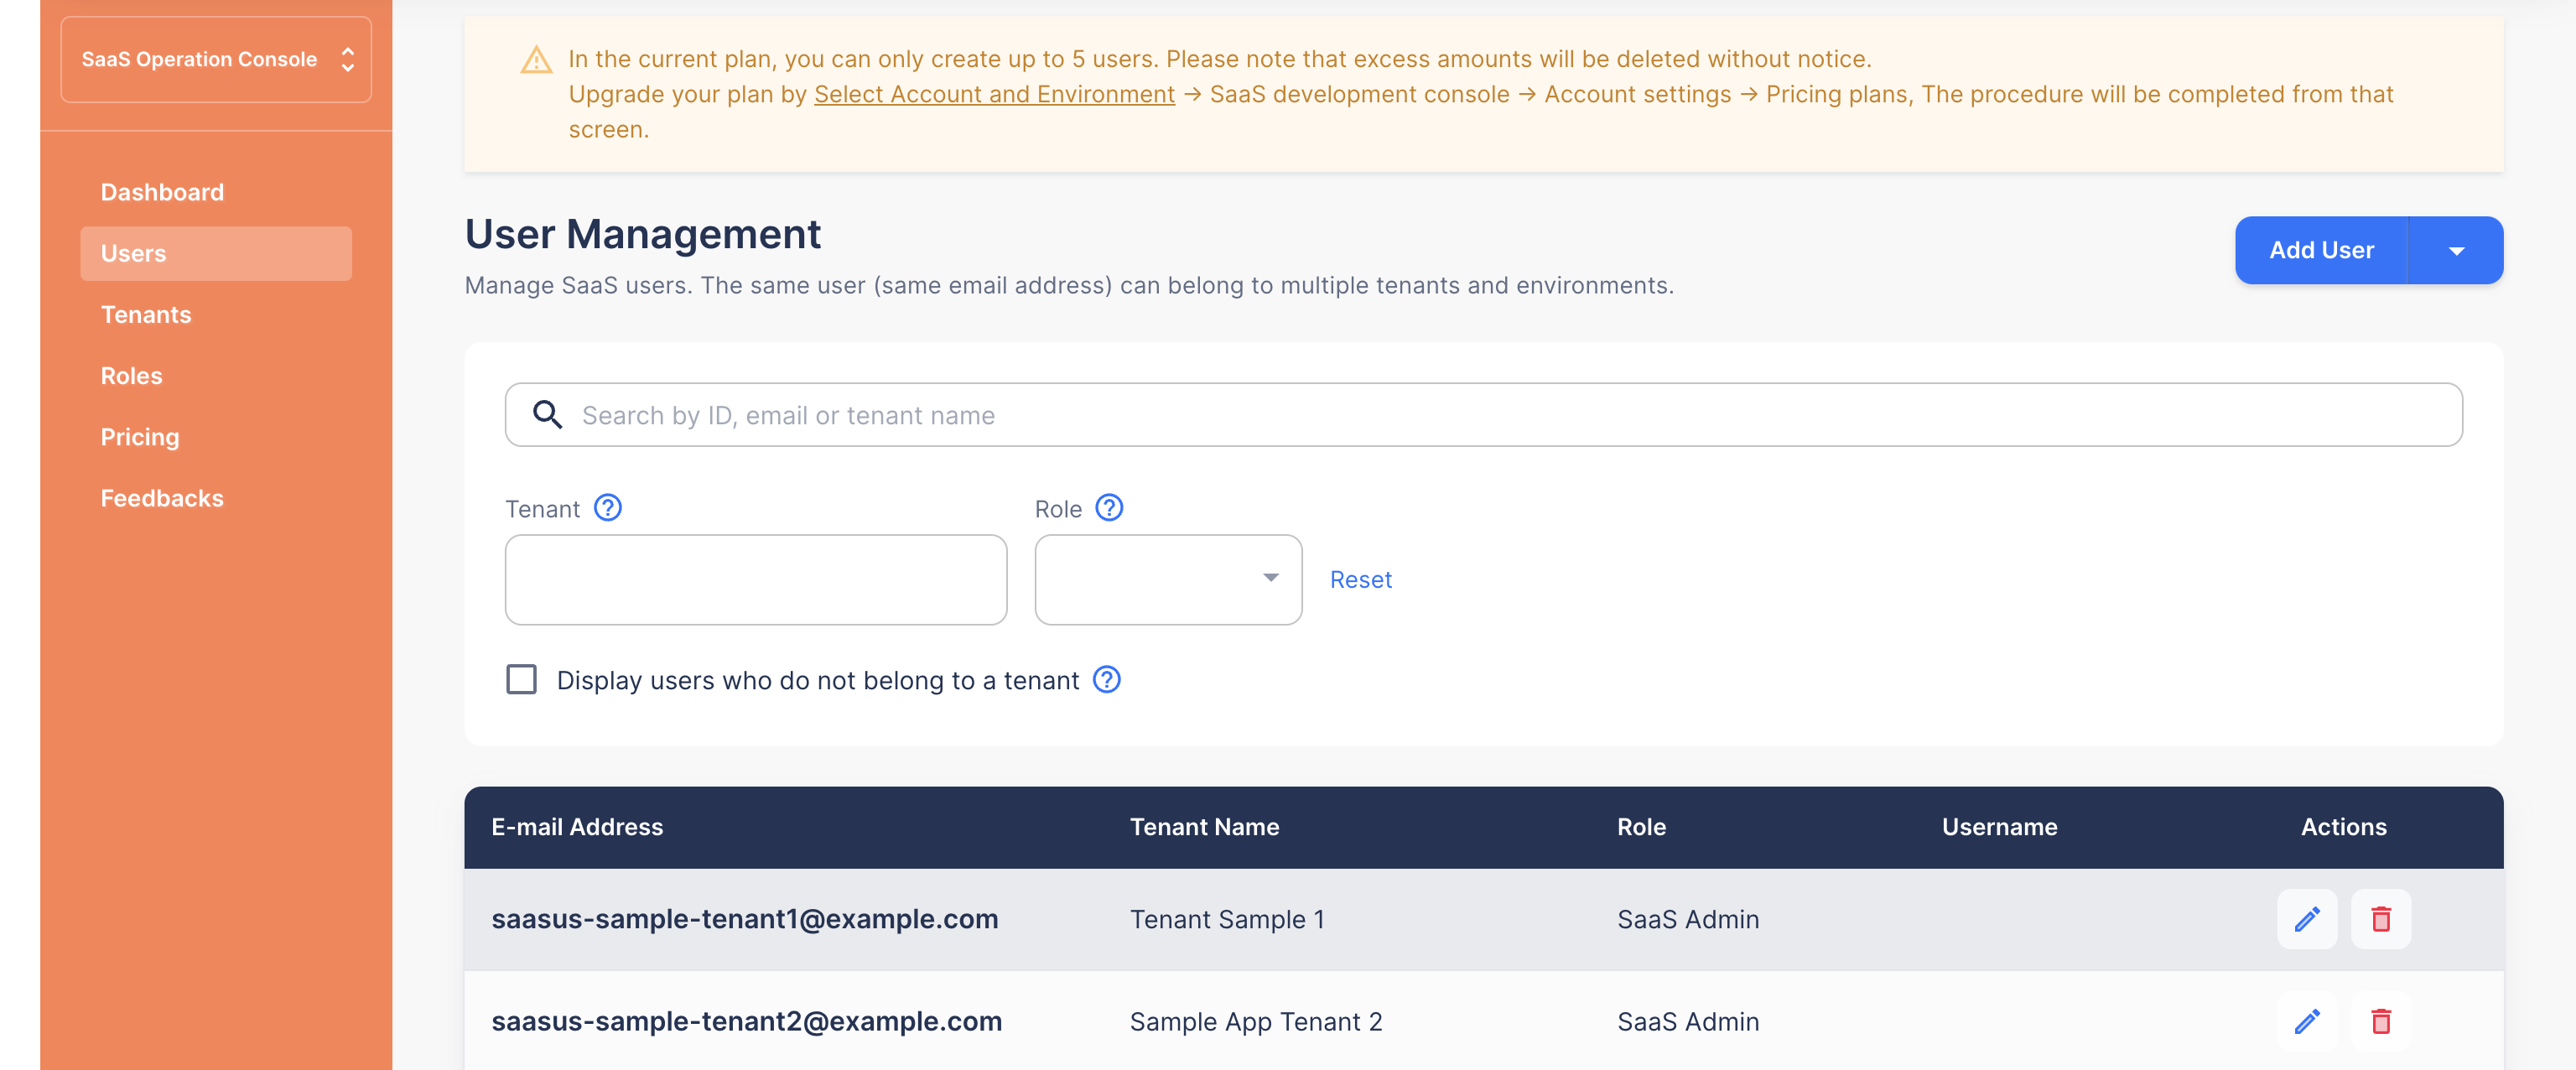 SaaS Operation Console
Dashboard
Users
Tenants
Roles
Pricing
Feedbacks
In the current plan, you can only create up to 5 users. Please note that excess amounts will be deleted without notice.
Upgrade your plan by Select Account and Environment → SaaS development console → Account settings → Pricing plans, The procedure will be completed from that
screen.
User Management
Manage SaaS users. The same user (same email address) can belong to multiple tenants and environments.
Add User
Search by ID, email or tenant name
Tenant
Role
Reset
Display users who do not belong to a tenant
E-mail Address Tenant Name Role Username Actions
saasus-sample-tenant1@example.com Tenant Sample 1 SaaS Admin
saasus-sample-tenant2@example.com Sample App Tenant 2 SaaS Admin